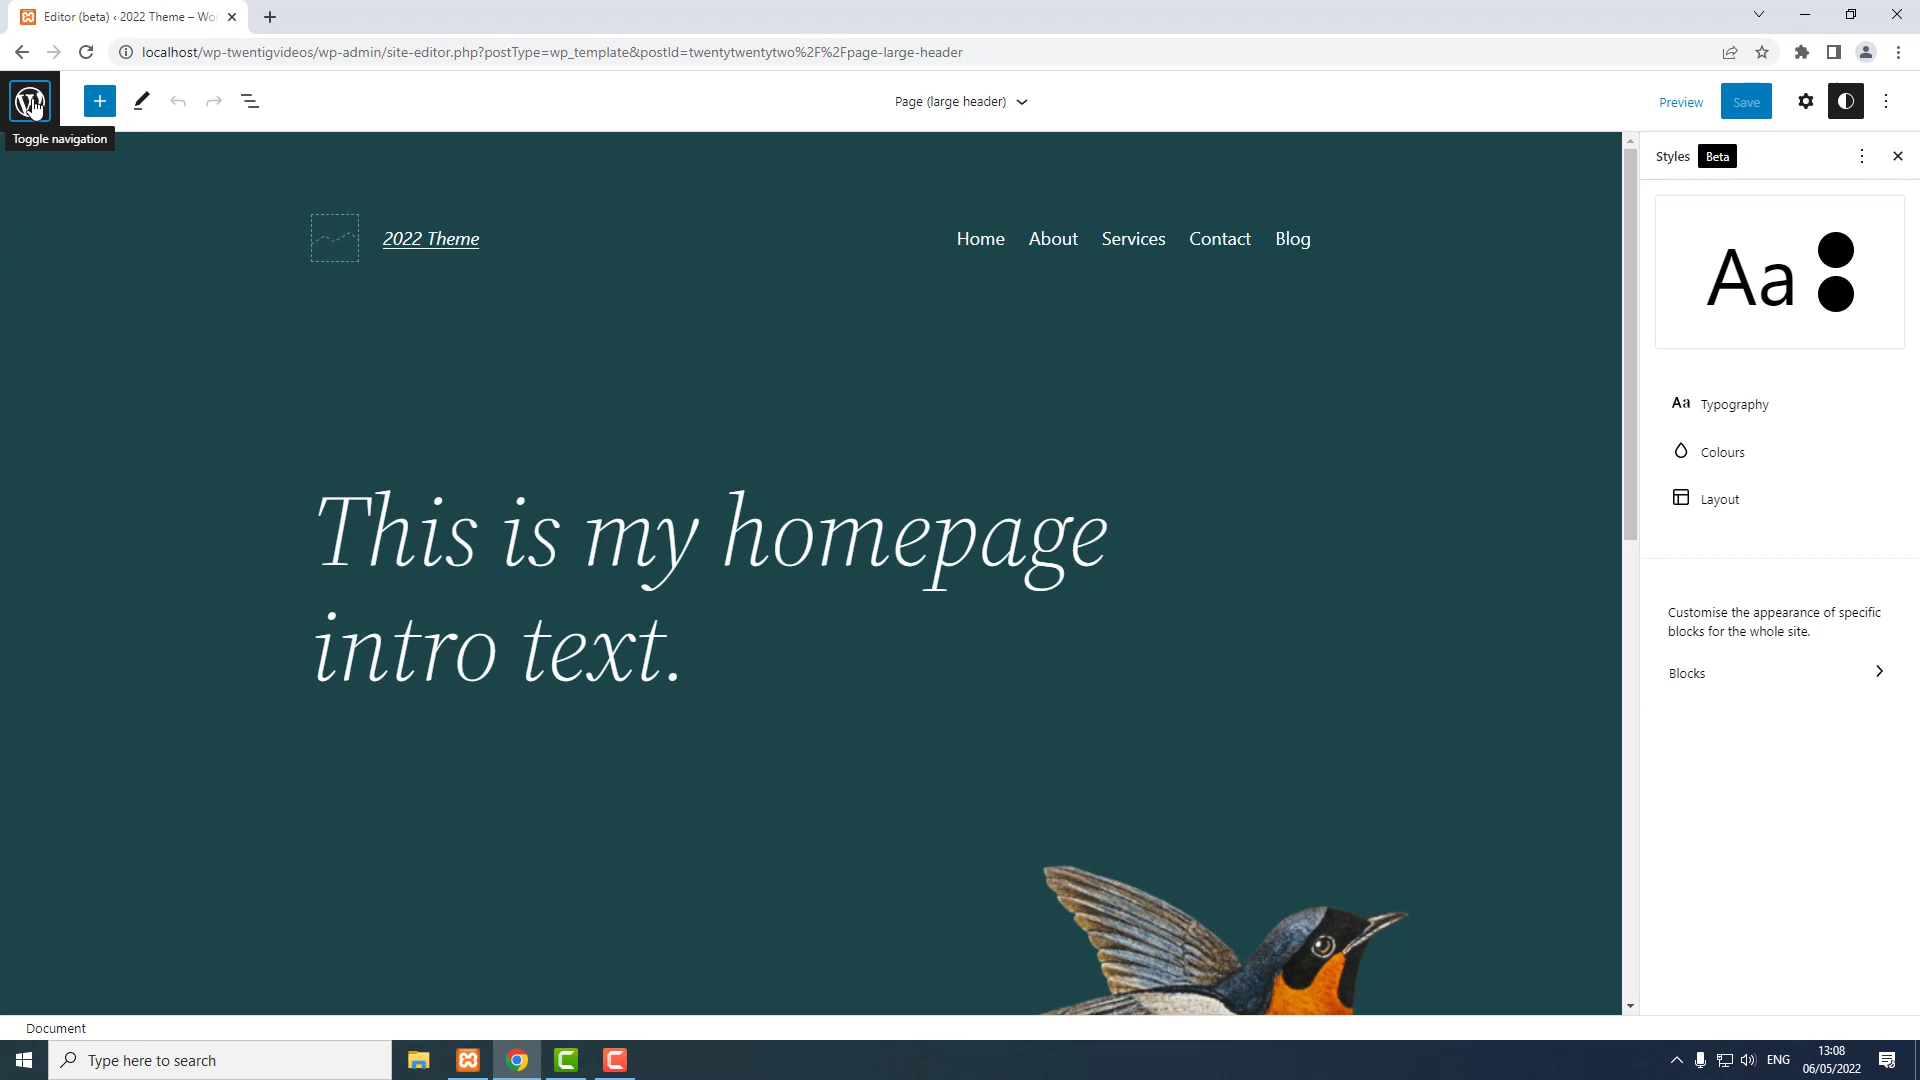 Editor (beta) ‹ 2022 Theme – Wo
localhost/wp-twentigvideos/wp-admin/site-editor.php?postType=wp_template&postId=twentytwentytwo%2F%2Fpage-large-header
Page (large header)
Preview
Save
Toggle navigation
Styles
Beta
2022 Theme
Home About Services Contact Blog
This is my homepage
intro text.
Aa
Aa Typography
Colours
Layout
Customise the appearance of specific
blocks for the whole site.
Blocks
Document
Type here to search
ENG
13:08
06/05/2022